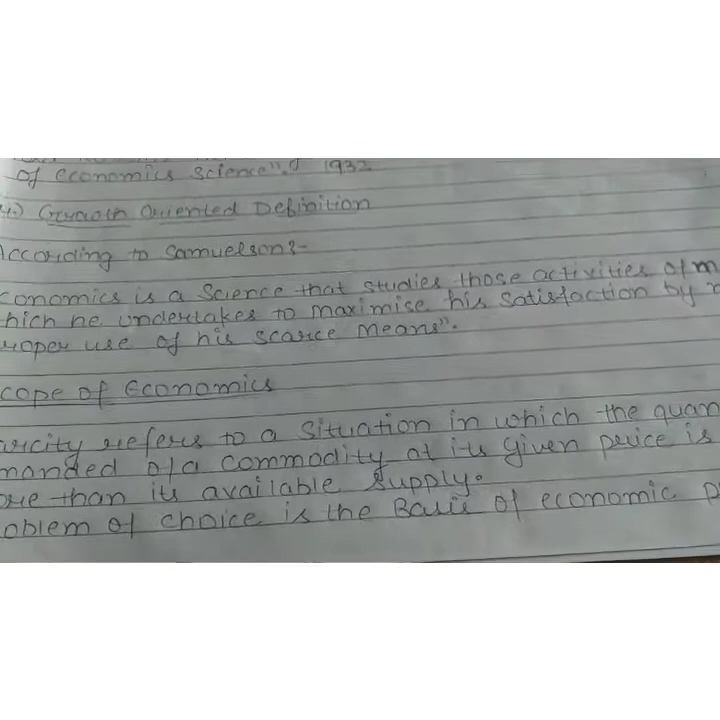 of economics science". 1932
Growth Oriented Definition
According to Samuelson:-
conomics is a Science that studies those activities of m
hich he undertakes to maximise his satisfaction by
roper use of his scarce means".
cope of Economics
arcity refers to a situation in which the quan
manded of a commodity at its given price is
ore than its available supply.
oblem of choice is the Basis of economic p